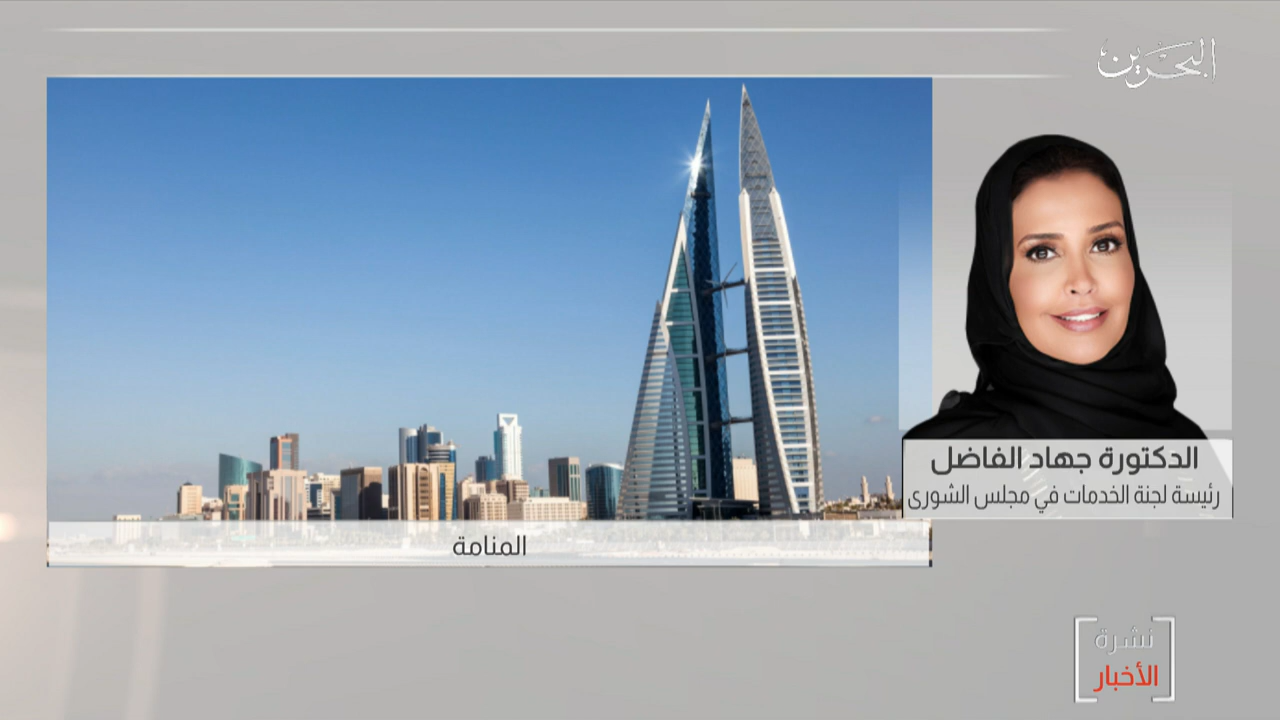 البحرين
الدكتورة جهاد الفاضل
رئيسة لجنة الخدمات في مجلس الشورى
المنامة
نشرة
الأخبار